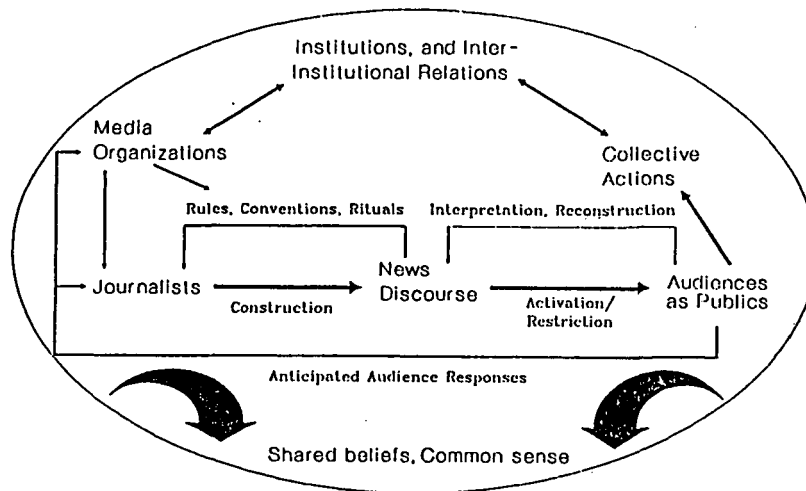 Institutions, and Inter-
Institutional Relations
Media
Organizations
Collective
Actions
Rules, Conventions, Rituals
Interpretation, Reconstruction
Journalists
News
Discourse
Audiences
as Publics
Construction
Activation/
Restriction
Anticipated Audience Responses
Shared beliefs, Common sense